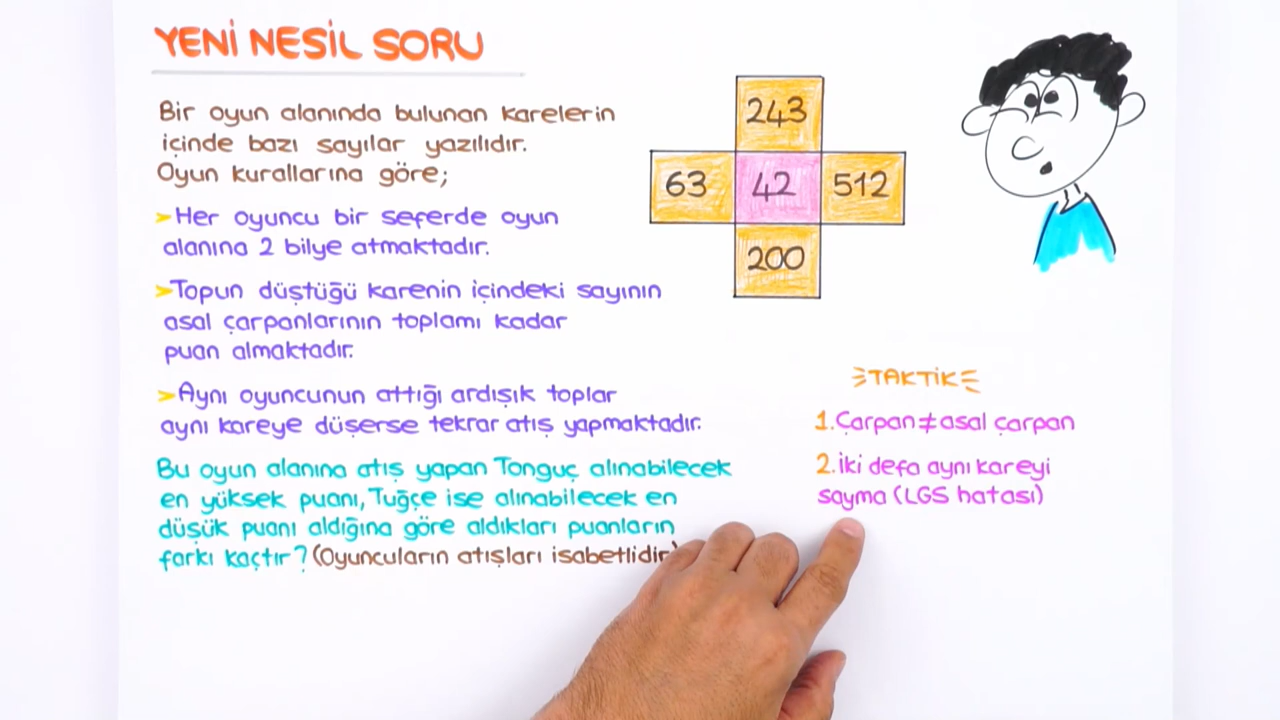 YENİ NESİL SORU
Bir oyun alanında bulunan karelerin
içinde bazı sayılar yazılıdır.
Oyun kurallarına göre;
➤Her oyuncu bir seferde oyun
alanına 2 bilye atmaktadır.
➤Topun düştüğü karenin içindeki sayının
asal çarpanlarının toplamı kadar
puan almaktadır.
➤Aynı oyuncunun attığı ardışık toplar
aynı kareye düşerse tekrar atış yapmaktadır.
Bu oyun alanına atış yapan Tonguç alınabilecek
en yüksek puanı, Tuğçe ise alınabilecek en
düşük puanı aldığına göre aldıkları puanların
farkı kaçtır? (Oyuncuların atışları isabetlidir)
243
63 42 512
200
TAKTİK
1.Çarpan≠asal çarpan
2.İki defa aynı kareyi
sayma (LGS hatası)